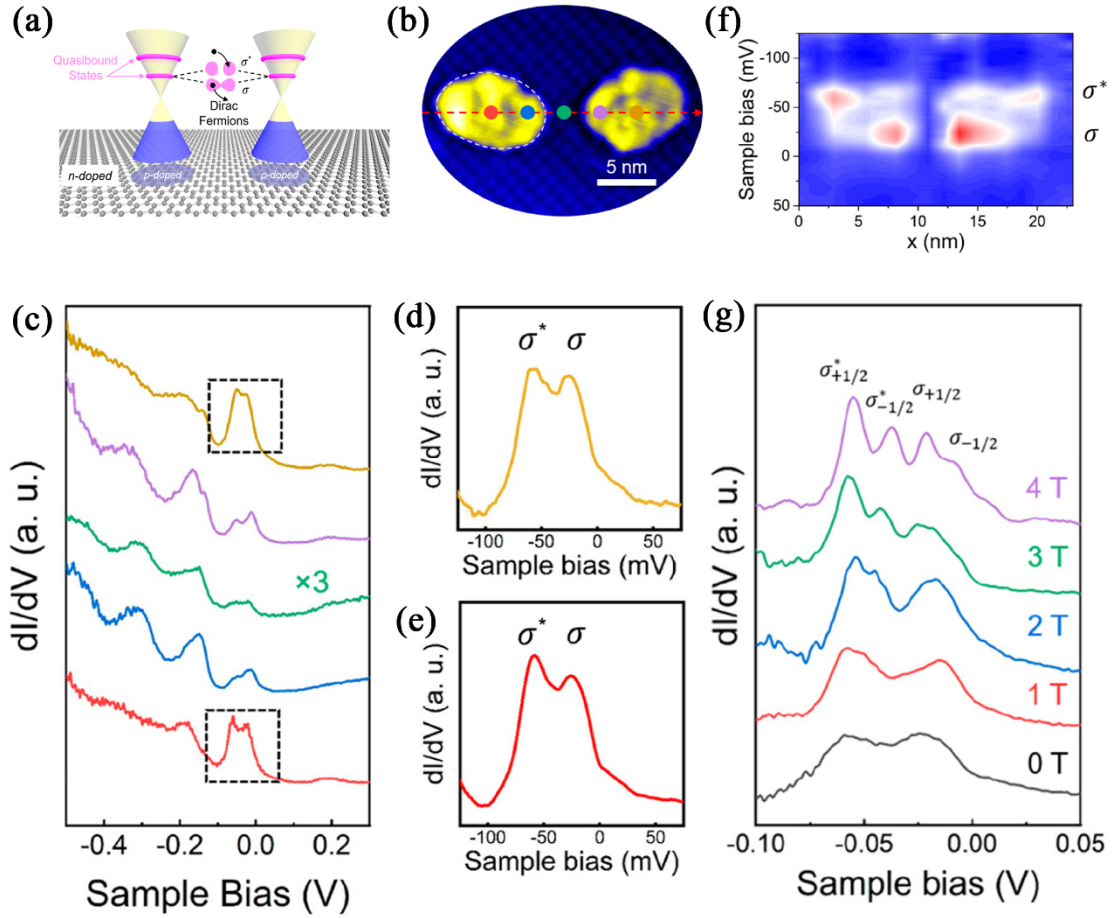 (a)
Quasibound
States
σ*
σ
Dirac
Fermions
n-doped
p-doped
p-doped
(b)
5 nm
(f)
Sample bias (mV)
-100
-50
0
50
0
5
10
15
20
x (nm)
σ*
σ
(c)
dI/dV (a. u.)
×3
-0.4
-0.2
0.0
0.2
Sample Bias (V)
(d)
σ*
σ
dI/dV (a. u.)
-100
-50
0
50
Sample bias (mV)
(e)
σ*
σ
dI/dV (a. u.)
-100
-50
0
50
Sample bias (mV)
(g)
dI/dV (a. u.)
σ*+1/2
σ*-1/2
σ+1/2
σ-1/2
4 T
3 T
2 T
1 T
0 T
-0.10
-0.05
0.00
0.05
Sample bias (V)